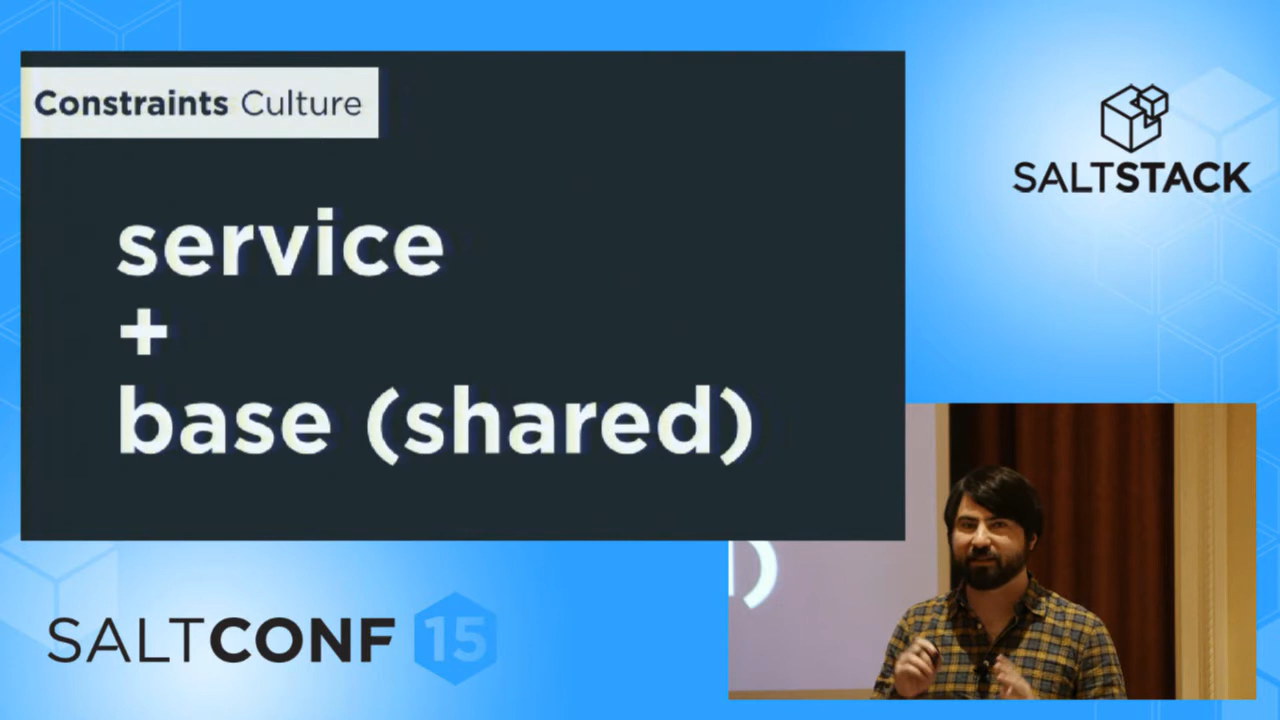 Constraints Culture
service
+
base (shared)
SALTSTACK
SALTCONF 15
)